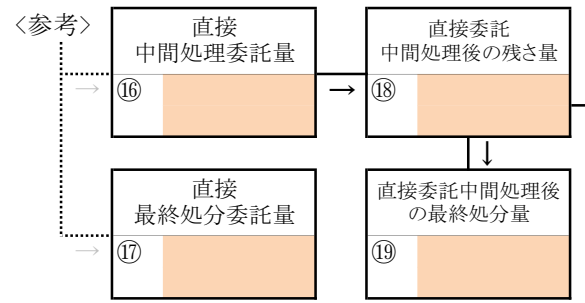 〈参考〉
直接
中間処理委託量
→
⑯
→
直接委託
中間処理後の残さ量
⑱
↓
直接
最終処分委託量
→
⑰
直接委託中間処理後
の最終処分量
⑲